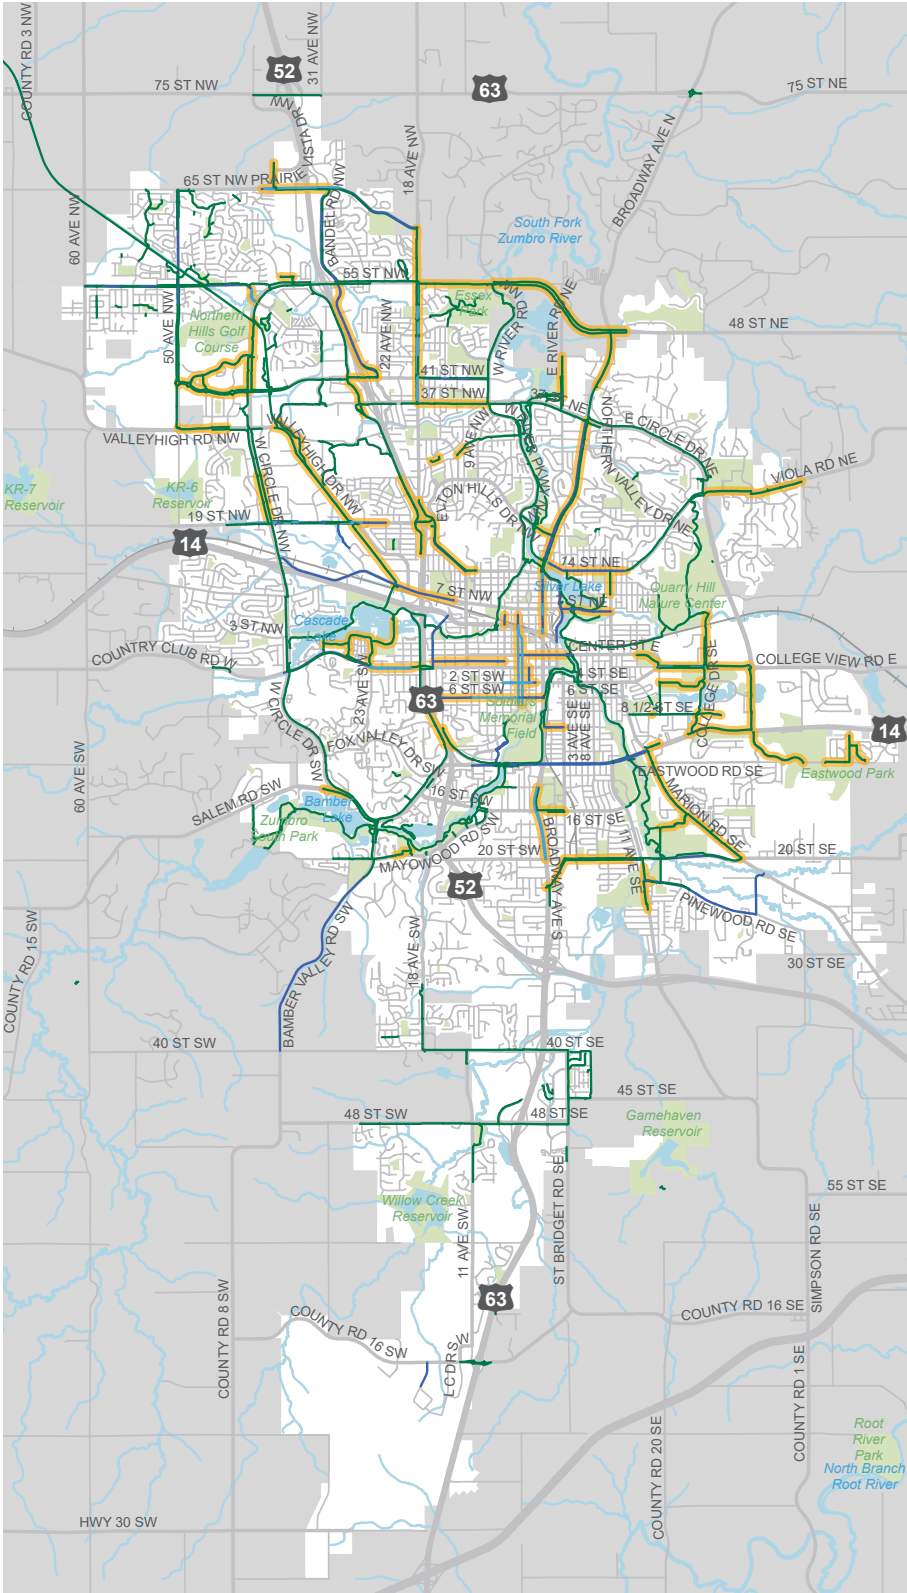 COUNTY RD 3 NW
52
31 AVE NW
63
75 ST NW
75 ST NE
E VISTA DR NW
18 AVE NW
BROADWAY AVE N
65 ST NW PRAIRIE
BANDEL RD NW
60 AVE NW
South Fork
Zumbro River
55 ST NW
50 AVE NW
Northern
Hills Golf
Course
22 AVE NW
Essex
Park
W RIVER RD NW
E RIVER RD NE
48 ST NE
41 ST NW
37 ST NW
37 ST NE
NORTHERN VALLEY DR NE
E CIRCLE DR NE
VALLEYHIGH RD NW
VALLEYHIGH DR NW
W CIRCLE DR NW
9 AVE NW
W RIVER PKWY NW
VIOLA RD NE
KR-7
Reservoir
KR-6
Reservoir
19 ST NW
ELTON HILLS DR NW
14
14 ST NE
7 ST NW
Silver Lake
Quarry Hill
Nature Center
3 ST NW
Cascade
Lake
COUNTRY CLUB RD W
CENTER ST E
COLLEGE VIEW RD E
23 AVE SW
2 ST SW
6 ST SW
6 ST SE
63
W CIRCLE DR SW
Soldiers
Memorial
Field
3 AVE SE
8 AVE SE
8 1/2 ST SE
COLLEGE DR SE
14
FOX VALLEY DR SW
EASTWOOD RD SE
Eastwood Park
60 AVE SW
SALEM RD SW
16 ST SW
MARION RD SE
Bamber
Lake
Zumbro
South Park
BROADWAY AVE S
16 ST SE
11 AVE SE
MAYOWOOD RD SW
20 ST SW
20 ST SE
52
PINEWOOD RD SE
COUNTY RD 15 SW
BAMBER VALLEY RD SW
18 AVE SW
30 ST SE
40 ST SW
40 ST SE
45 ST SE
48 ST SW
48 ST SE
Gamehaven
Reservoir
Willow Creek
Reservoir
ST BRIDGET RD SE
55 ST SE
11 AVE SW
SIMPSON RD SE
63
COUNTY RD 8 SW
COUNTY RD 16 SW
COUNTY RD 16 SE
L C DR SW
COUNTY RD 1 SE
COUNTY RD 20 SE
Root
River
Park
North Branch
Root River
HWY 30 SW